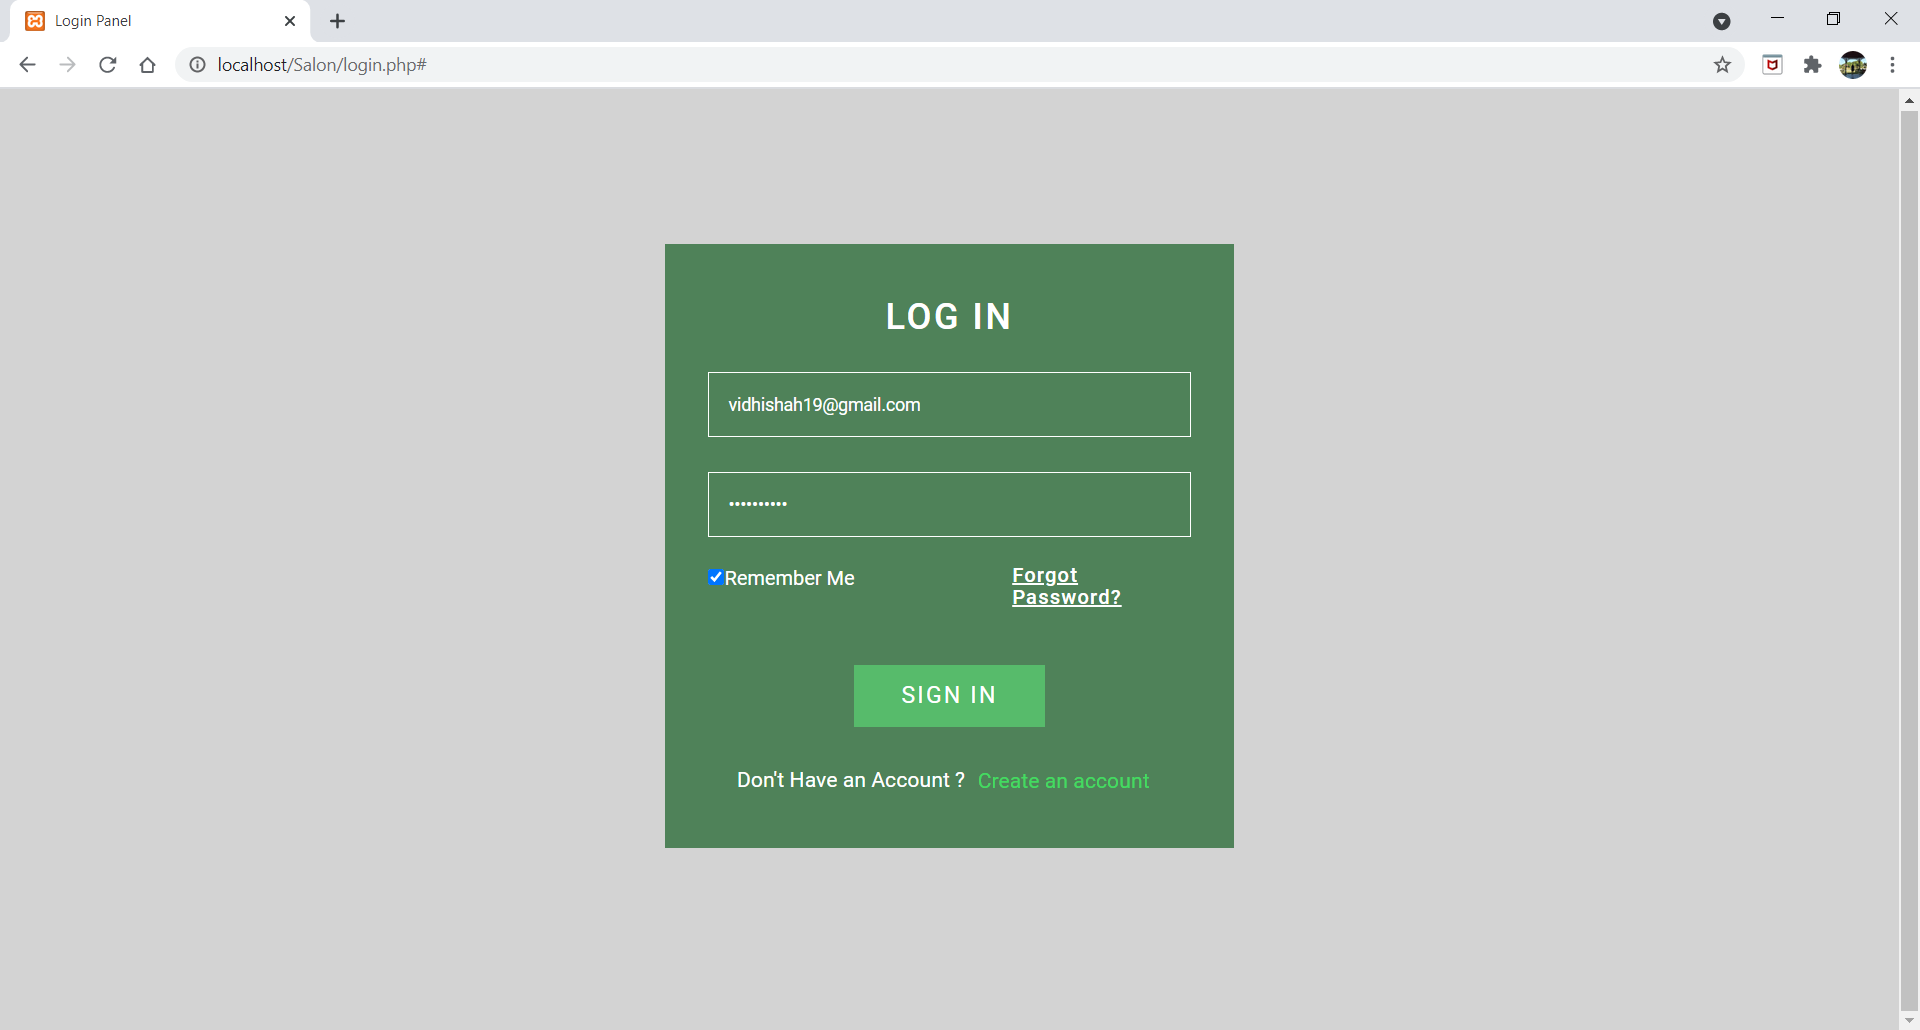 Login Panel
localhost/Salon/login.php#
LOG IN
vidhishah19@gmail.com
••••••••••
Remember Me
Forgot
Password?
SIGN IN
Don't Have an Account ? Create an account